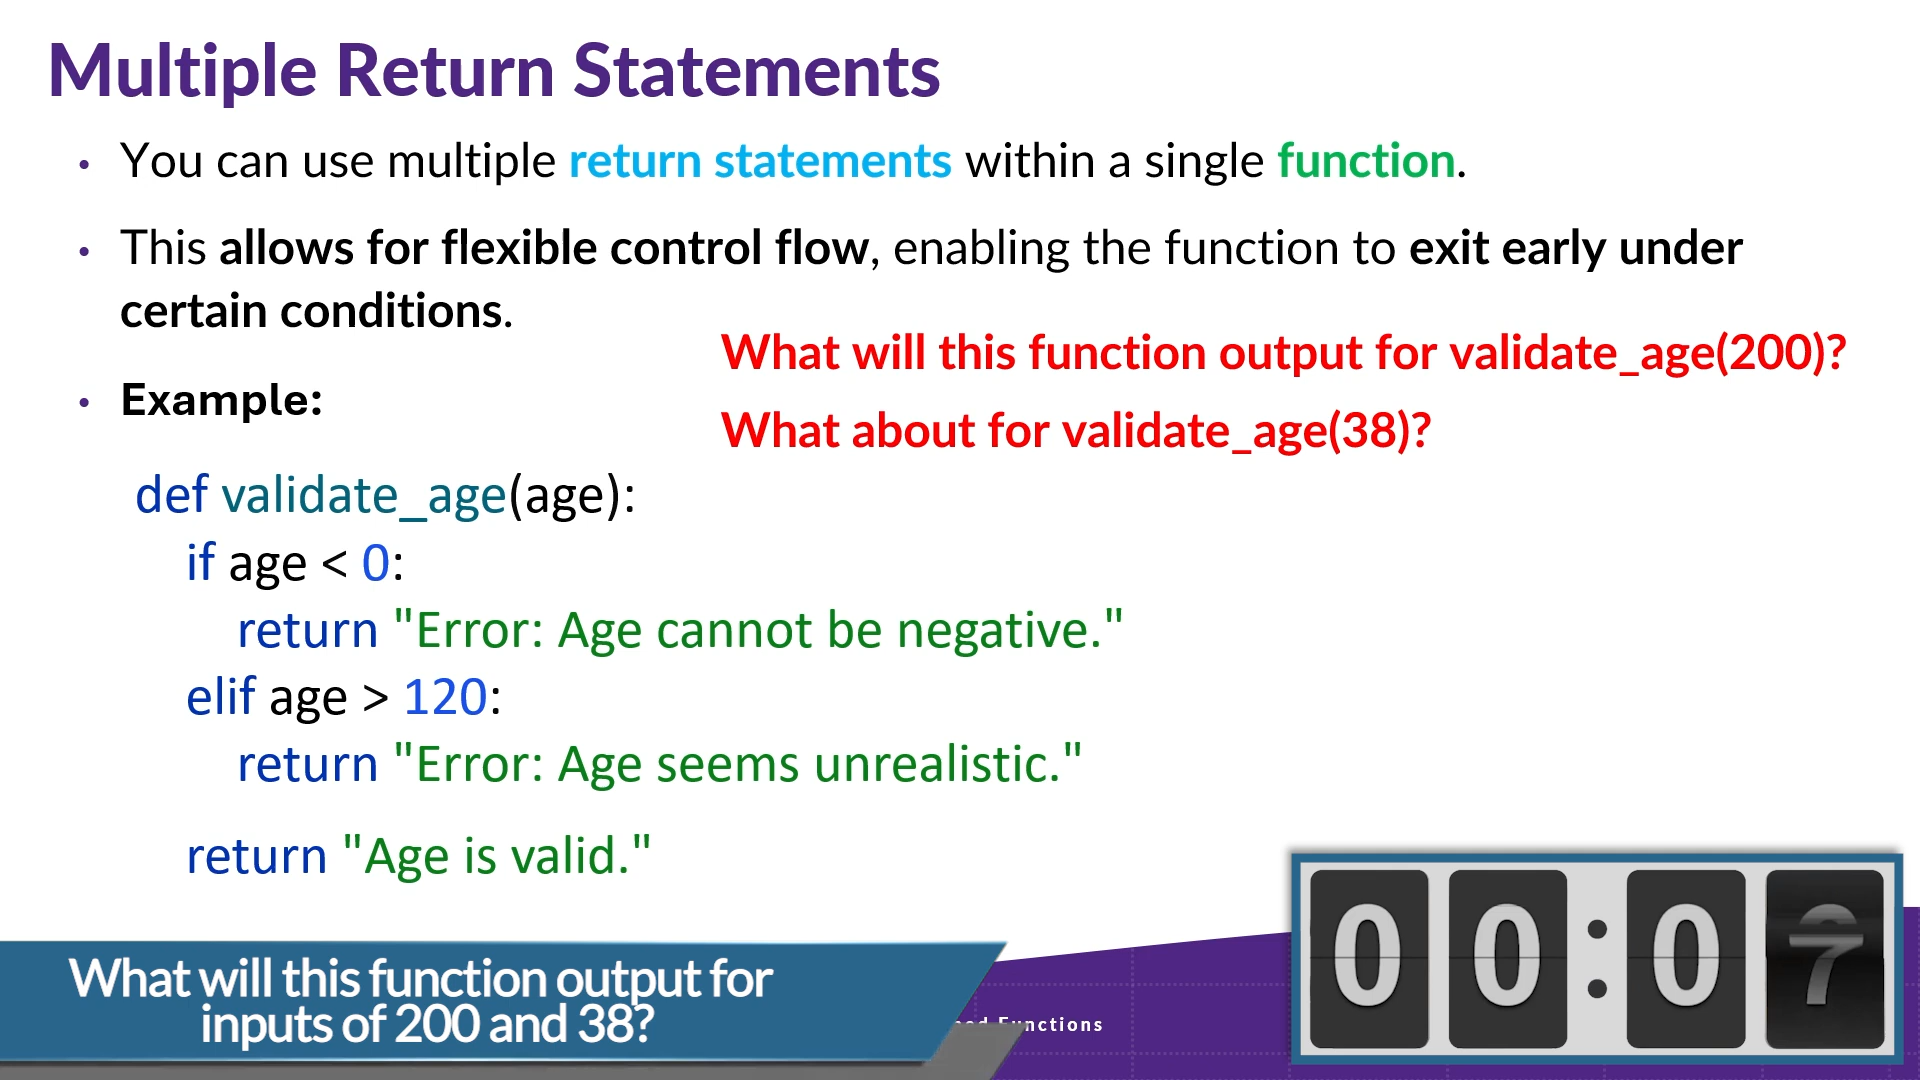 Multiple Return Statements
• You can use multiple return statements within a single function.
• This allows for flexible control flow, enabling the function to exit early under
certain conditions.
What will this function output for validate_age(200)?
• Example:
What about for validate_age(38)?
def validate_age(age):
if age < 0:
return "Error: Age cannot be negative."
elif age > 120:
return "Error: Age seems unrealistic."
return "Age is valid."
What will this function output for
inputs of 200 and 38?
Functions
00:0